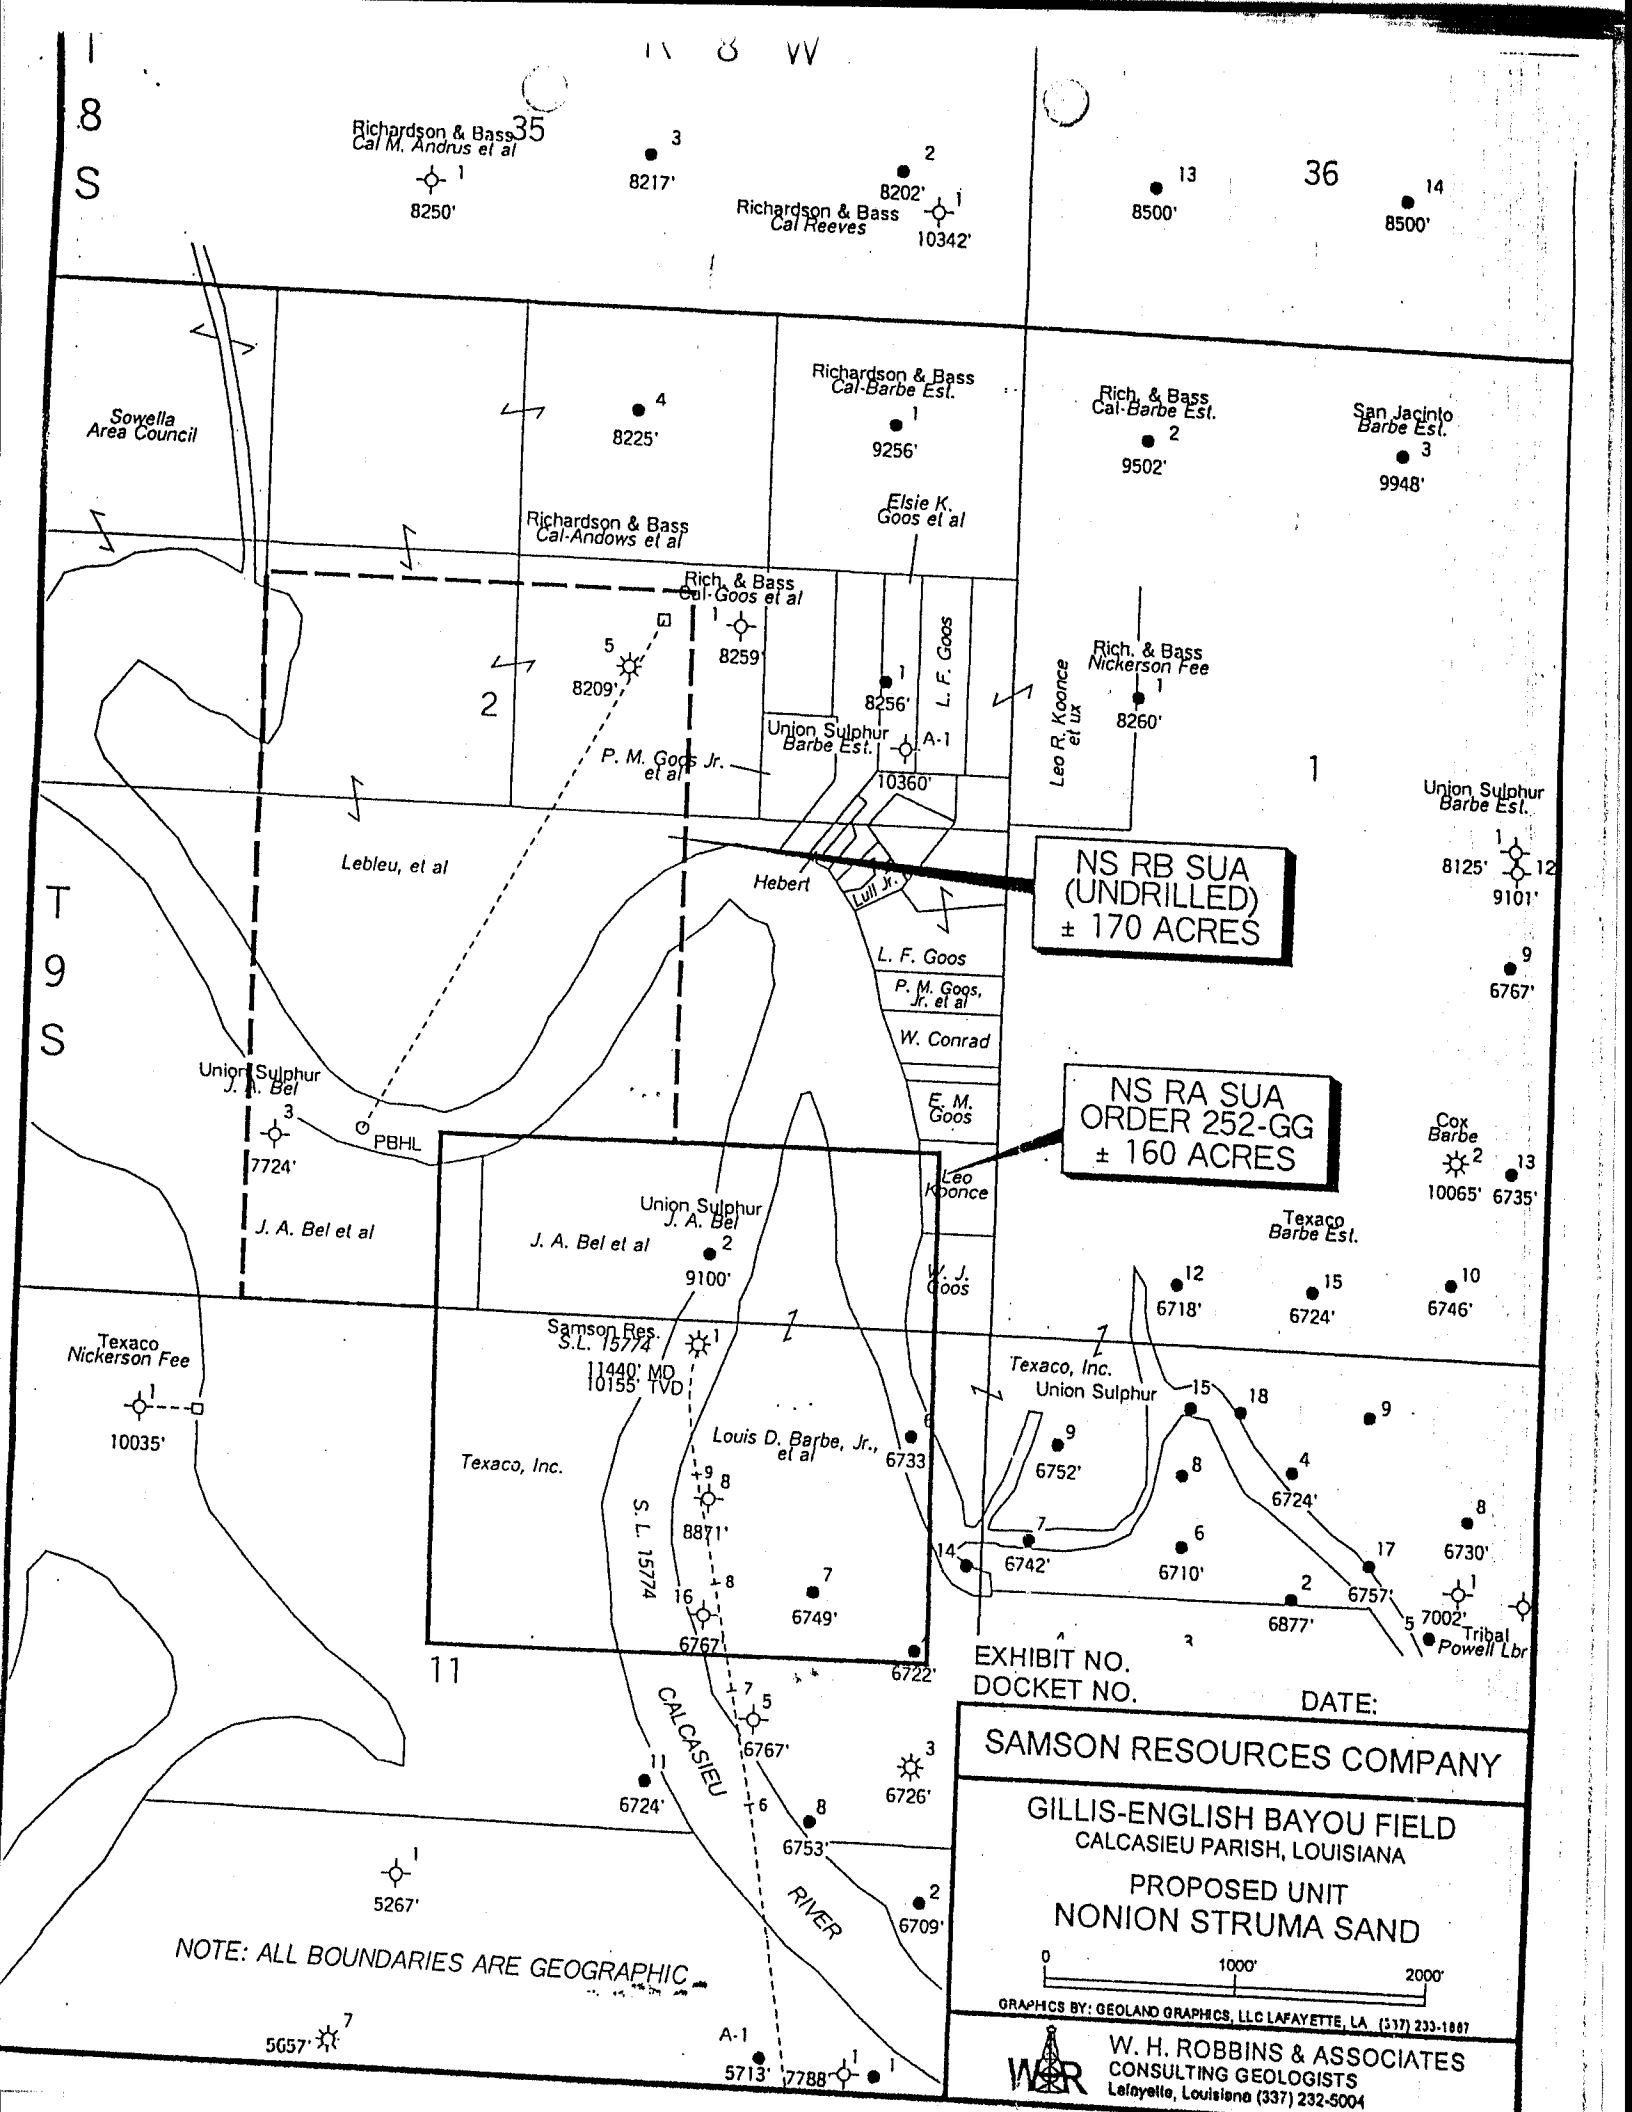 8 W
8
S
35
Richardson & Bass
Cal M. Andrus et al
1
8250'
3
8217'
2
8202'
1
Richardson & Bass
Cal Reeves
10342'
13
8500'
36
14
8500'
Sowella
Area Council
4
8225'
Richardson & Bass
Cal-Barbe Est.
1
9256'
Rich. & Bass
Cal-Barbe Est.
2
9502'
San Jacinto
Barbe Est.
3
9948'
Richardson & Bass
Cal-Andows et al
Elsie K.
Goos et al
Rich. & Bass
Cal-Goos et al
1
8259'
5
8209'
2
L. F. Goos
1
8256'
Leo R. Koonce
et ux
Rich. & Bass
Nickerson Fee
1
8260'
1
P. M. Goos Jr.
et al
Union Sulphur
Barbe Est.
A-1
10360'
Union Sulphur
Barbe Est.
1
8125'
12
9101'
Lebleu, et al
Hebert
Lull Jr.
NS RB SUA
(UNDRILLED)
± 170 ACRES
T
9
S
L. F. Goos
P. M. Goos,
Jr. et al
W. Conrad
9
6767'
Union Sulphur
J. A. Bel
3
7724'
PBHL
E. M.
Goos
NS RA SUA
ORDER 252-GG
± 160 ACRES
Cox
Barbe
2
10065'
13
6735'
Leo
Koonce
J. A. Bel et al
J. A. Bel et al
Union Sulphur
J. A. Bel
2
9100'
Texaco
Barbe Est.
W. J.
Goos
12
6718'
15
6724'
10
6746'
Texaco
Nickerson Fee
1
10035'
Samson Res.
S.L. 15774
1
11440' MD
10155' TVD
Texaco, Inc.
Union Sulphur
15
18
9
Texaco, Inc.
Louis D. Barbe, Jr.,
et al
6
6733
9
6752'
8
4
6724'
9
8
8871'
S. L. 15774
8
7
6749'
16
6767'
14
7
6742'
6
6710'
17
6757'
8
6730'
2
6877'
1
7002'
5
Tribal
Powell Lbr
11
6722'
3
EXHIBIT NO.
DOCKET NO.
DATE:
7
5
6767'
CALCASIEU
RIVER
3
6726'
11
6724'
6
8
6753'
1
5267'
2
6709'
SAMSON RESOURCES COMPANY
GILLIS-ENGLISH BAYOU FIELD
CALCASIEU PARISH, LOUISIANA
PROPOSED UNIT
NONION STRUMA SAND
0
1000'
2000'
GRAPHICS BY: GEOLAND GRAPHICS, LLC LAFAYETTE, LA (337) 233-1887
NOTE: ALL BOUNDARIES ARE GEOGRAPHIC
7
5657'
A-1
5713'
7788'
1
1
W R
W. H. ROBBINS & ASSOCIATES
CONSULTING GEOLOGISTS
Lafayette, Louisiana (337) 232-5004